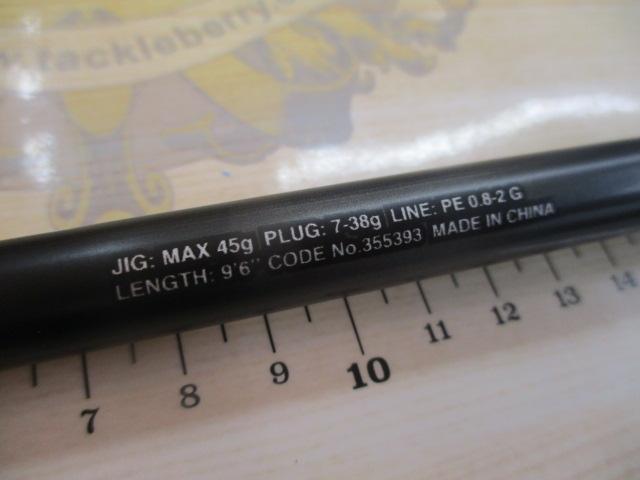 tackleberry.c
JIG: MAX 45g PLUG: 7-38g LINE: PE 0.8-2 G
LENGTH: 9'6" CODE No.355393 MADE IN CHINA
7 8 9 10 11 12 13 14